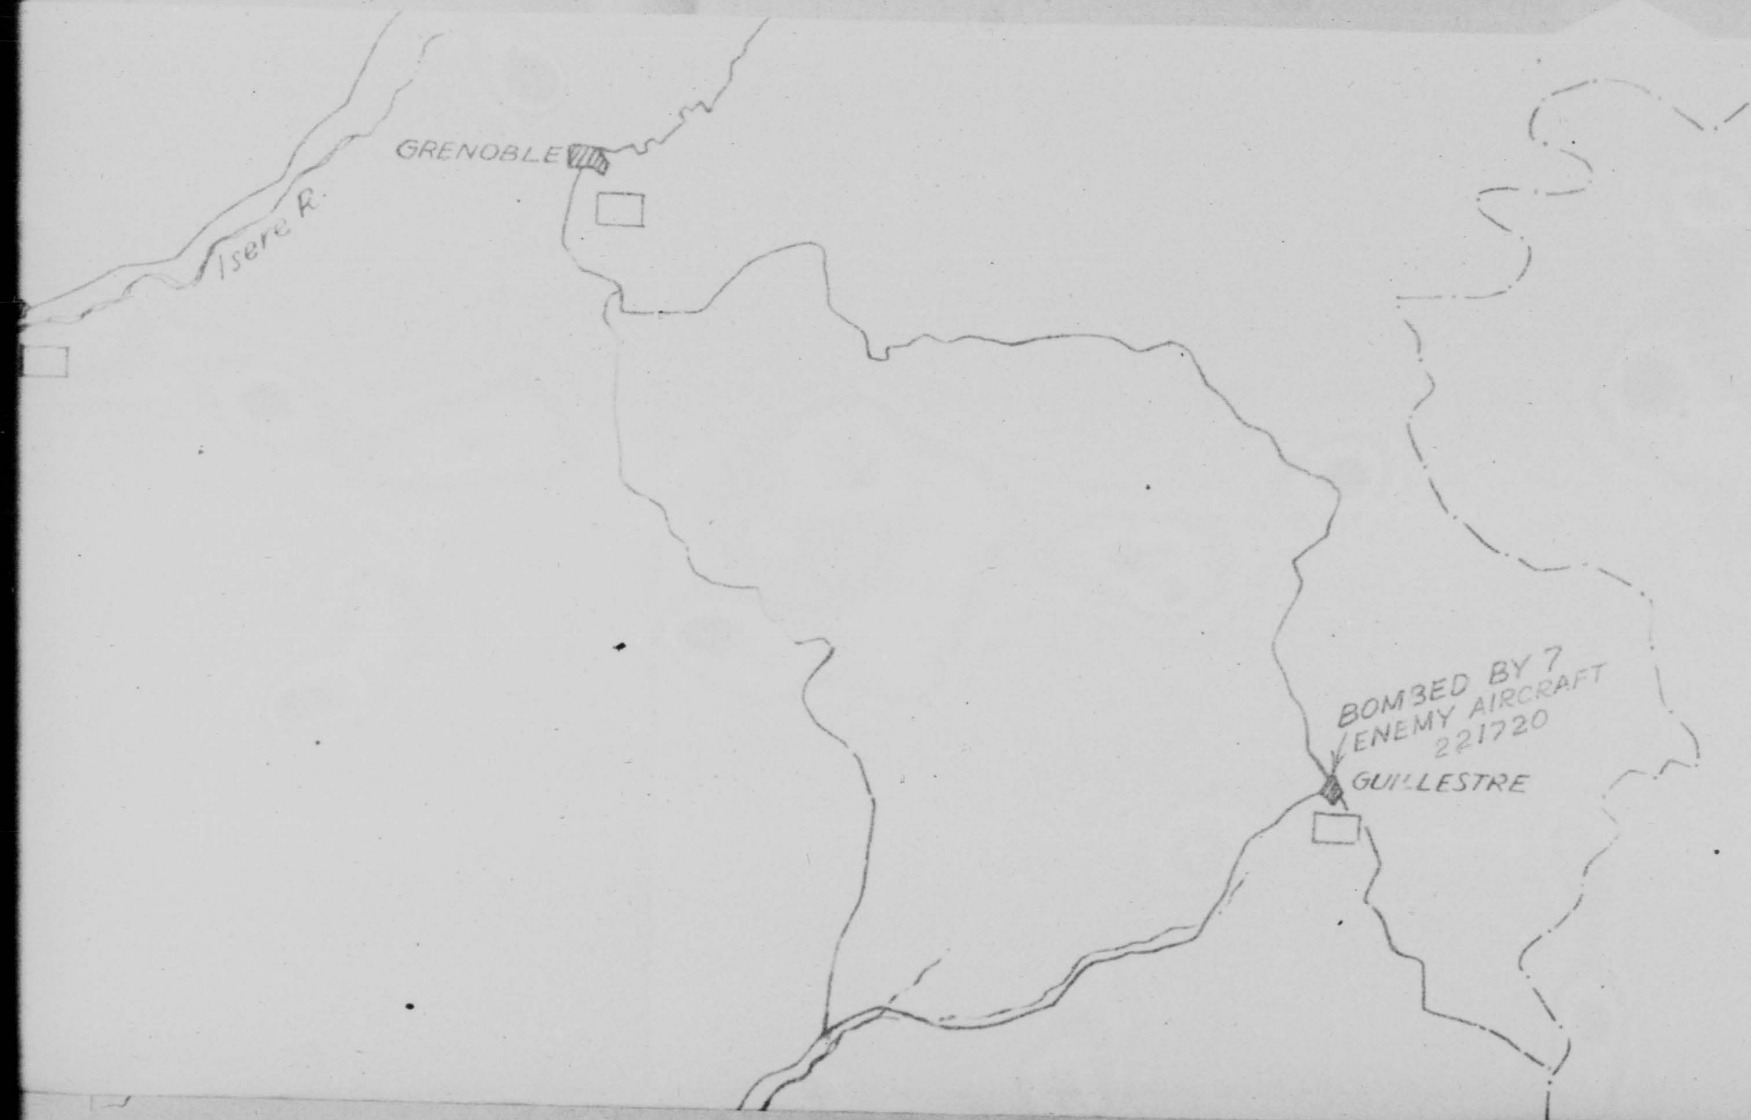 GRENOBLE
Isere R.
BOMBED BY 7
ENEMY AIRCRAFT
221720
GUILLESTRE